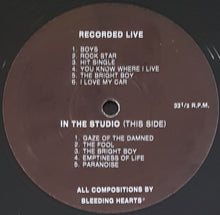 RECORDED LIVE
1. BOYS
2. ROCK STAR
3. HIT SINGLE
4. YOU KNOW WHERE I LIVE
5. THE BRIGHT BOY
6. I LOVE MY CAR
33⅓ R.P.M.
IN THE STUDIO (THIS SIDE)
1. GAZE OF THE DAMNED
2. THE FOOL
3. THE BRIGHT BOY
4. EMPTINESS OF LIFE
5. PARANOISE
ALL COMPOSITIONS BY
BLEEDING HEARTS